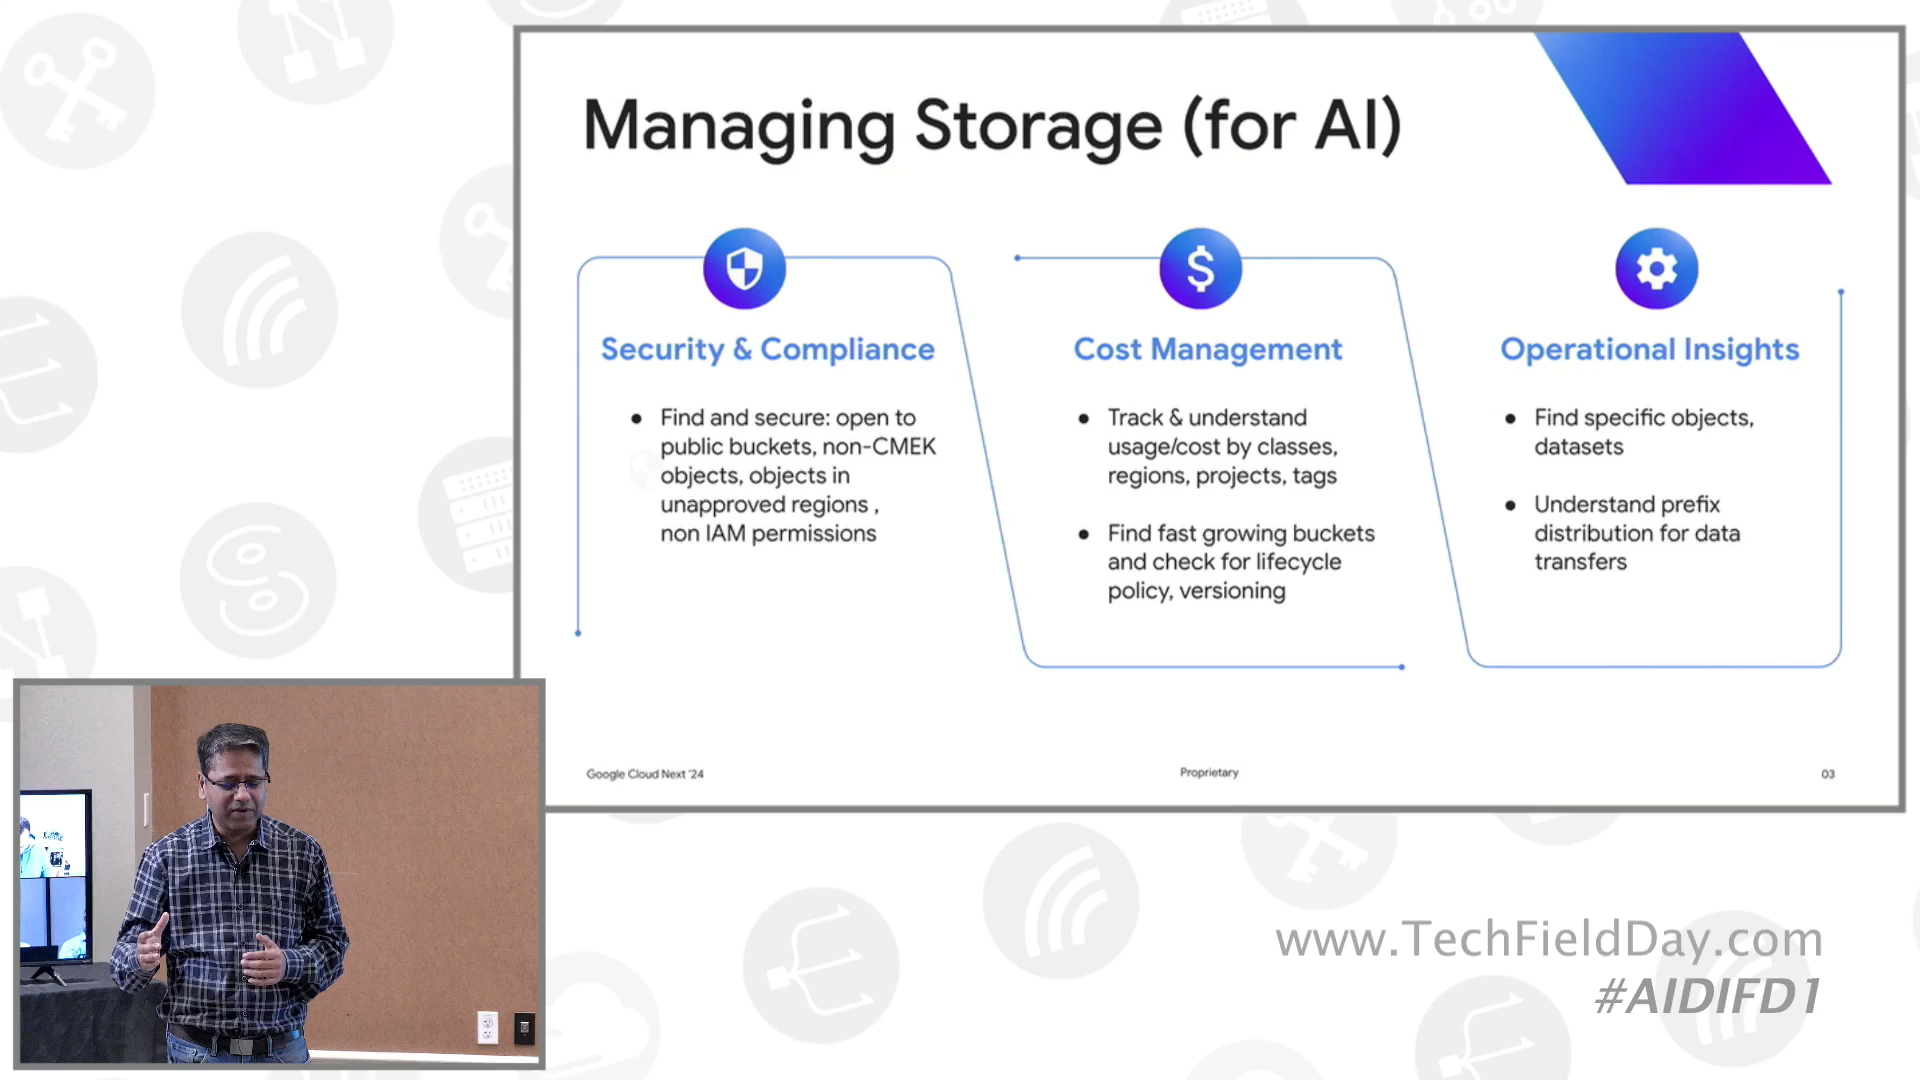 Managing Storage (for AI)
Security & Compliance
● Find and secure: open to
public buckets, non-CMEK
objects, objects in
unapproved regions ,
non IAM permissions
Cost Management
● Track & understand
usage/cost by classes,
regions, projects, tags
● Find fast growing buckets
and check for lifecycle
policy, versioning
Operational Insights
● Find specific objects,
datasets
● Understand prefix
distribution for data
transfers
Google Cloud Next '24
Proprietary
03
www.TechFieldDay.com
#AIDIFD1